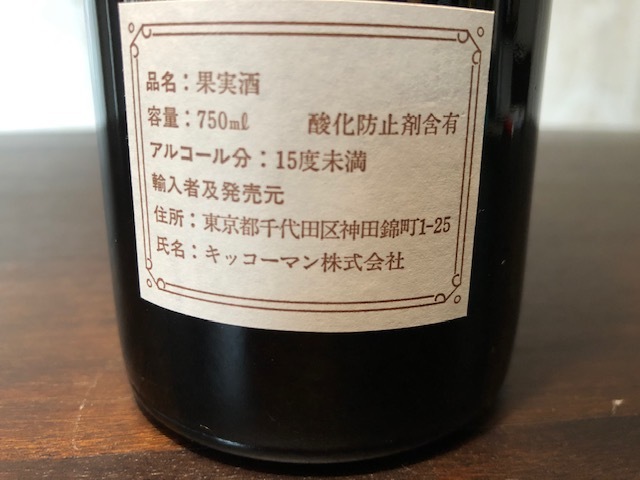 品名：果実酒
容量：750ml 酸化防止剤含有
アルコール分：15度未満
輸入者及発売元
住所：東京都千代田区神田錦町1-25
氏名：キッコーマン株式会社